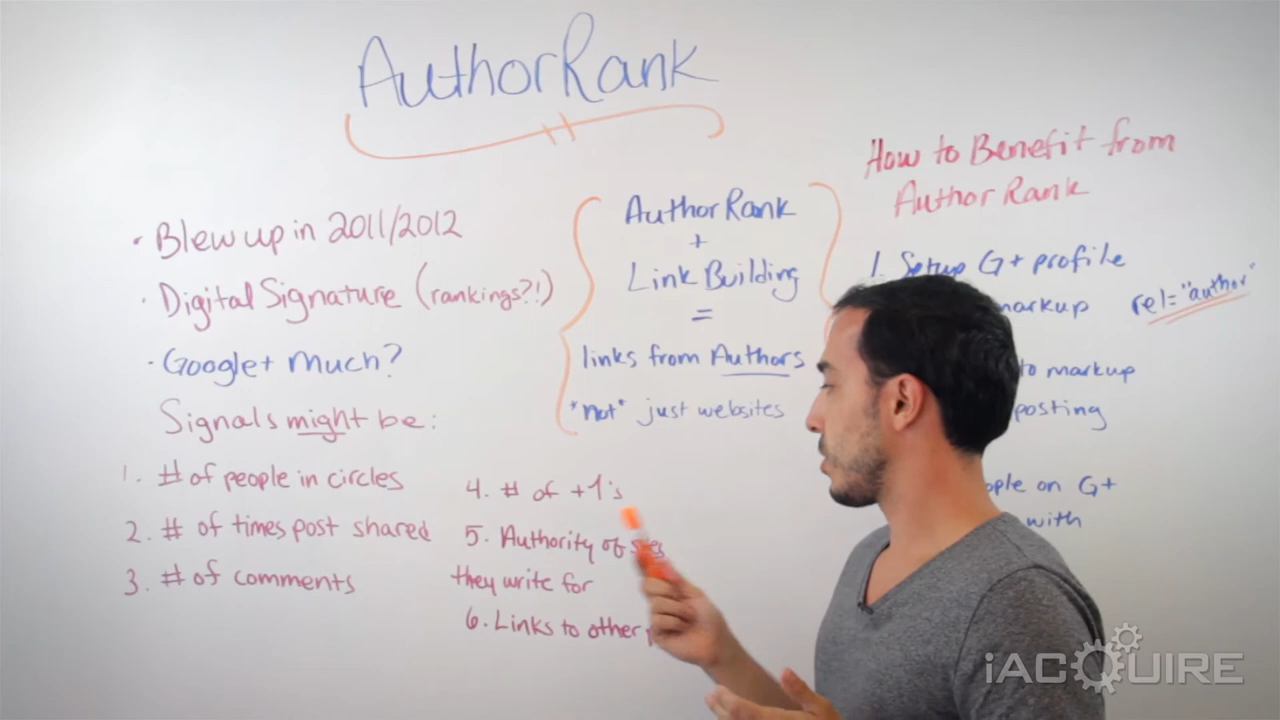 AuthorRank
· Blew up in 2011/2012
· Digital Signature (rankings?!)
· Google+ Much?
Signals might be:
1. # of people in circles
2. # of times post shared
3. # of comments
4. # of +1's
5. Authority of
they write for
6. Links to other
AuthorRank
+
Link Building
=
links from Authors
*not* just websites
How to Benefit from
Author Rank
1. Setup G+ profile
markup rel="author"
to markup
posting
on G+
with
iACQUIRE